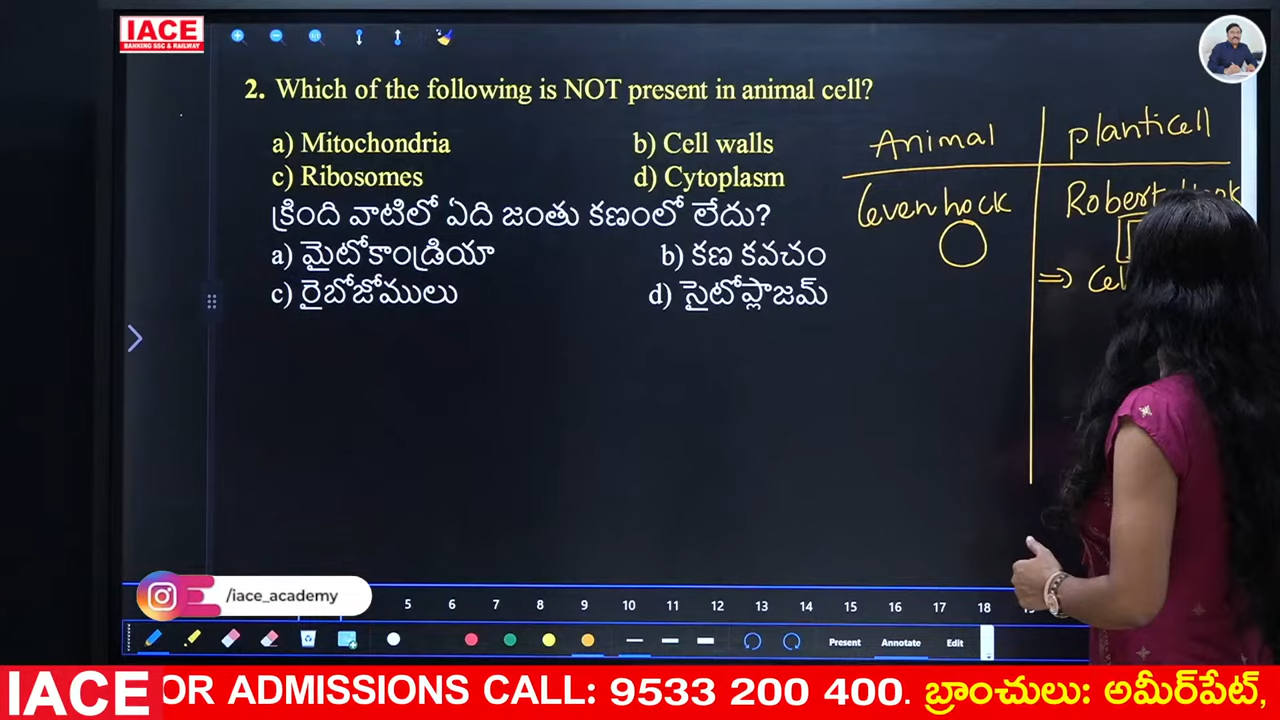 IACE
BANKING SSC & RAILWAY
2. Which of the following is NOT present in animal cell?
a) Mitochondria b) Cell walls
c) Ribosomes d) Cytoplasm
క్రింది వాటిలో ఏది జంతు కణంలో లేదు?
a) మైటోకాండ్రియా b) కణ కవచం
c) రైబోజోములు d) సైటోప్లాజమ్
Animal planticell
Levenhock Robert
⇒
/iace_academy
5 6 7 8 9 10 11 12 13 14 15 16 17 18
Present Annotate Edit
IACE OR ADMISSIONS CALL: 9533 200 400. బ్రాంచులు: అమీర్‌పేట్,